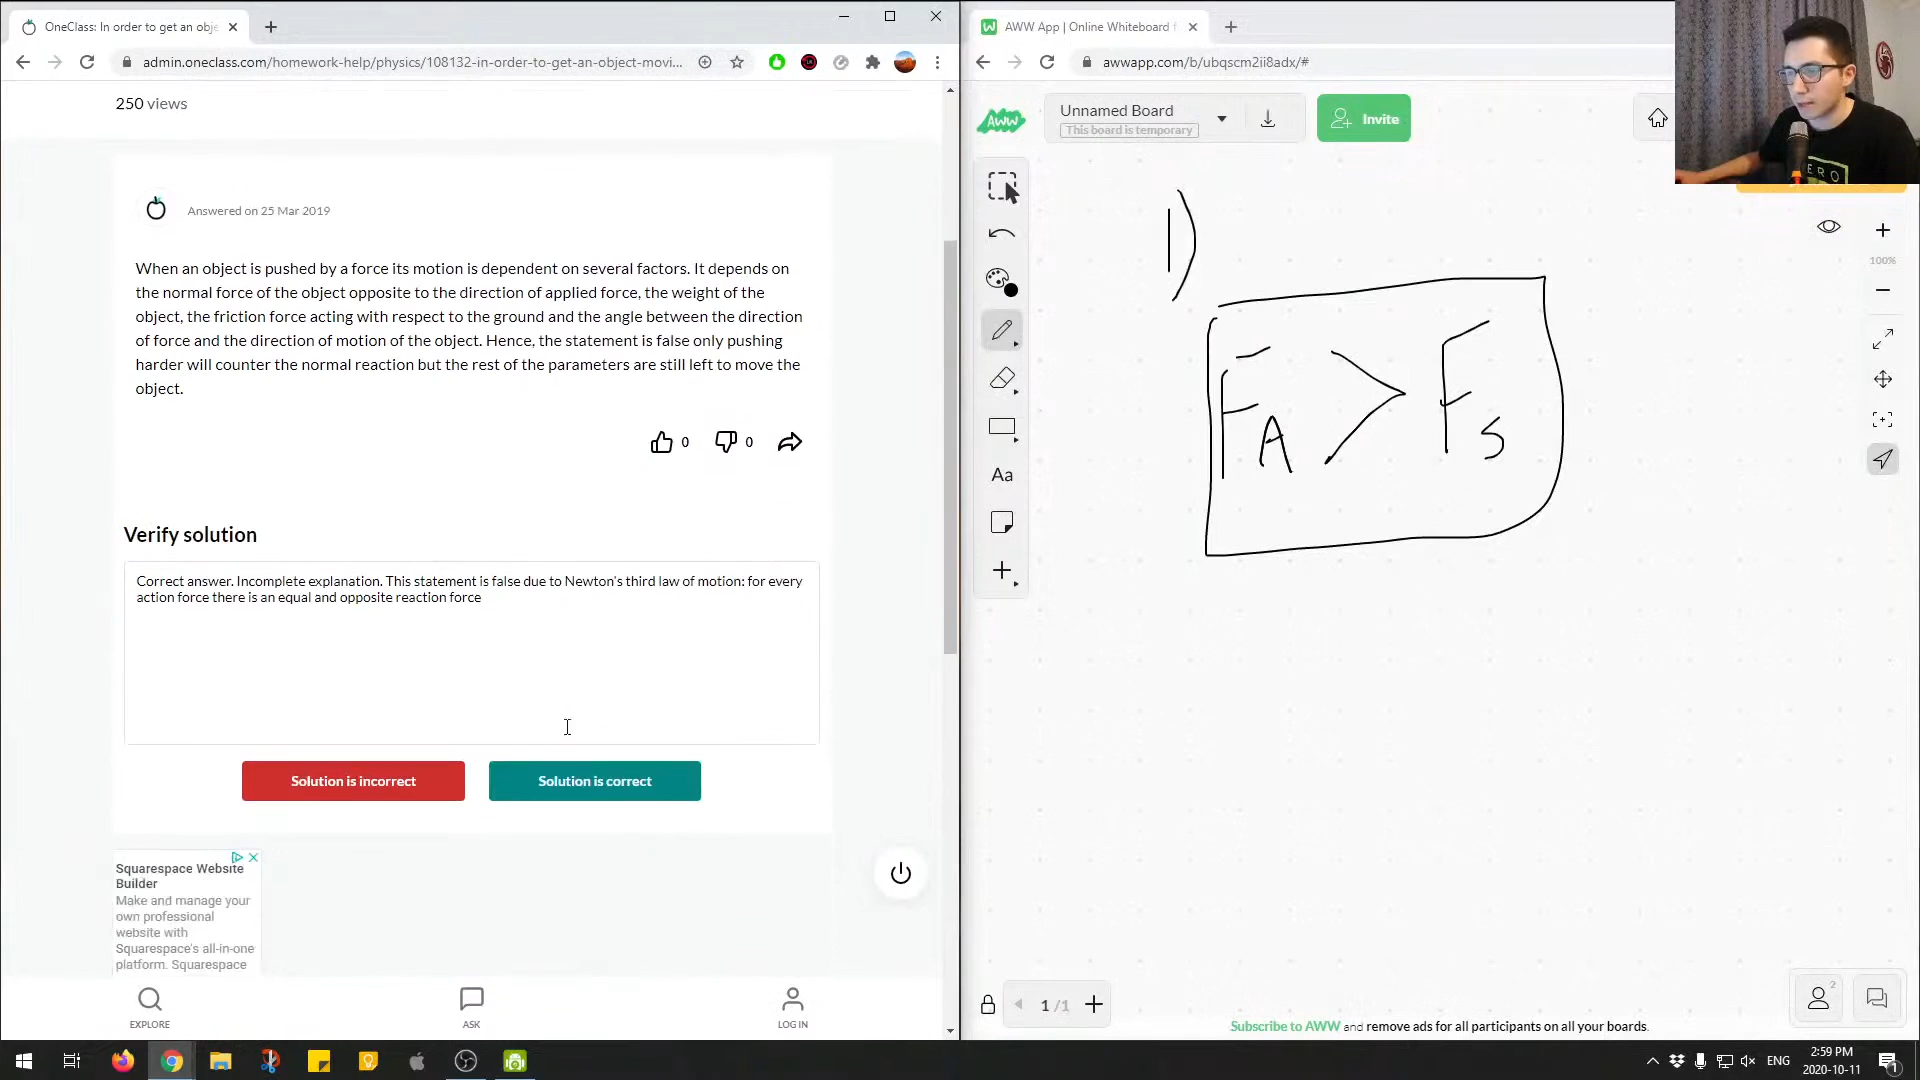 OneClass: In order to get an obje
AWW App | Online Whiteboard f
admin.oneclass.com/homework-help/physics/108132-in-order-to-get-an-object-movi...
awwapp.com/b/ubqscm2ii8adx/#
250 views
Answered on 25 Mar 2019
When an object is pushed by a force its motion is dependent on several factors. It depends on
the normal force of the object opposite to the direction of applied force, the weight of the
object, the friction force acting with respect to the ground and the angle between the direction
of force and the direction of motion of the object. Hence, the statement is false only pushing
harder will counter the normal reaction but the rest of the parameters are still left to move the
object.
0
0
Verify solution
Correct answer. Incomplete explanation. This statement is false due to Newton's third law of motion: for every
action force there is an equal and opposite reaction force
Solution is incorrect
Solution is correct
Squarespace Website
Builder
Make and manage your
own professional
website with
Squarespace's all-in-one
platform. Squarespace
EXPLORE
ASK
LOG IN
AWW
Unnamed Board
This board is temporary
Invite
100%
Aa
1)
FA > Fs
1 /1
2
Subscribe to AWW and remove ads for all participants on all your boards.
ENG
2:59 PM
2020-10-11
1